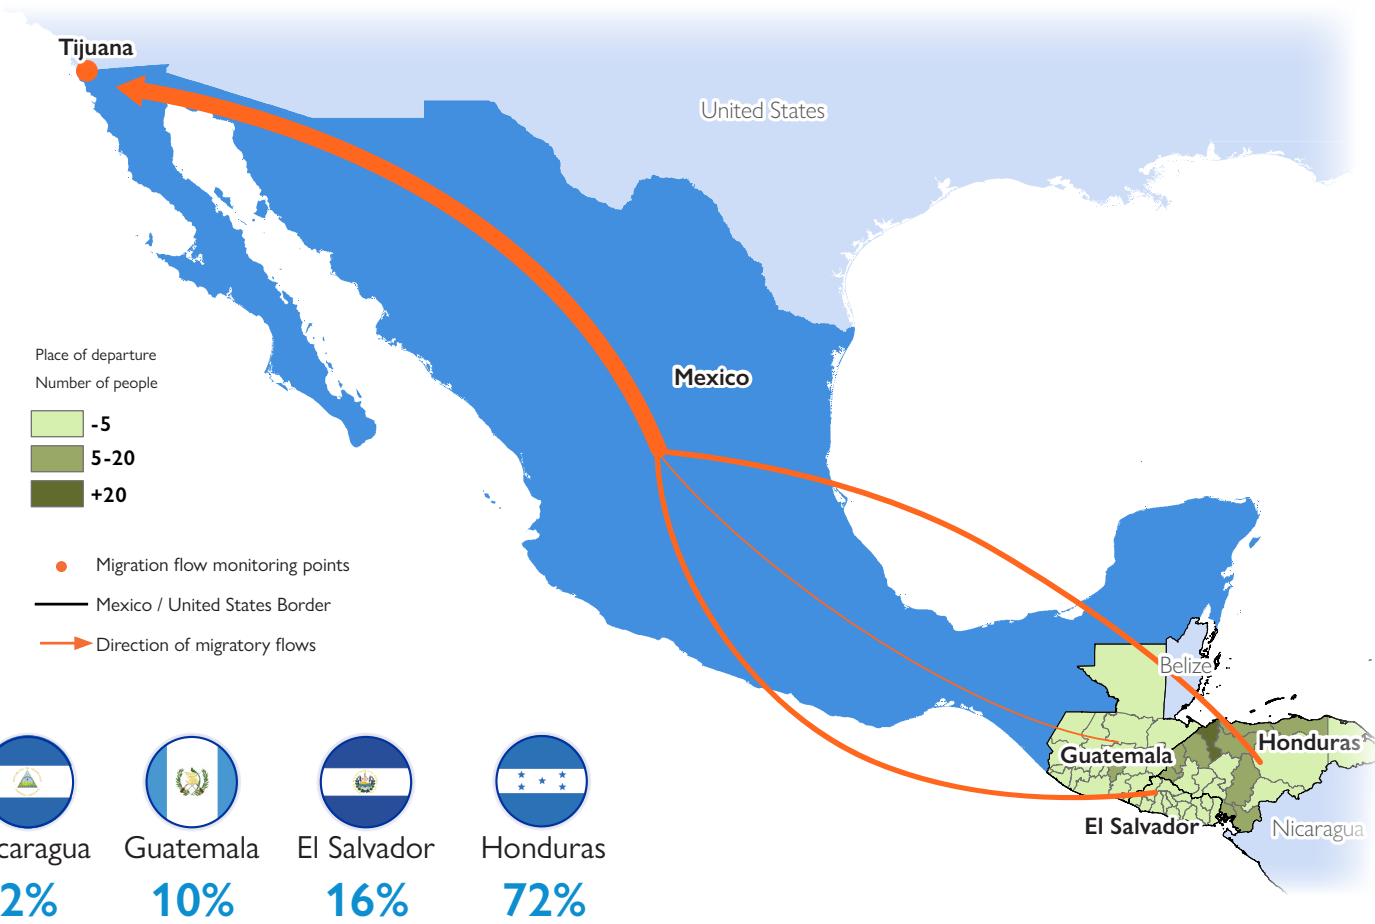 Tijuana
United States
Mexico
Place of departure
Number of people
-5
5-20
+20
Migration flow monitoring points
Mexico / United States Border
Direction of migratory flows
Belize
Guatemala
Honduras
El Salvador
Nicaragua
caragua
Guatemala
El Salvador
Honduras
2%
10%
16%
72%